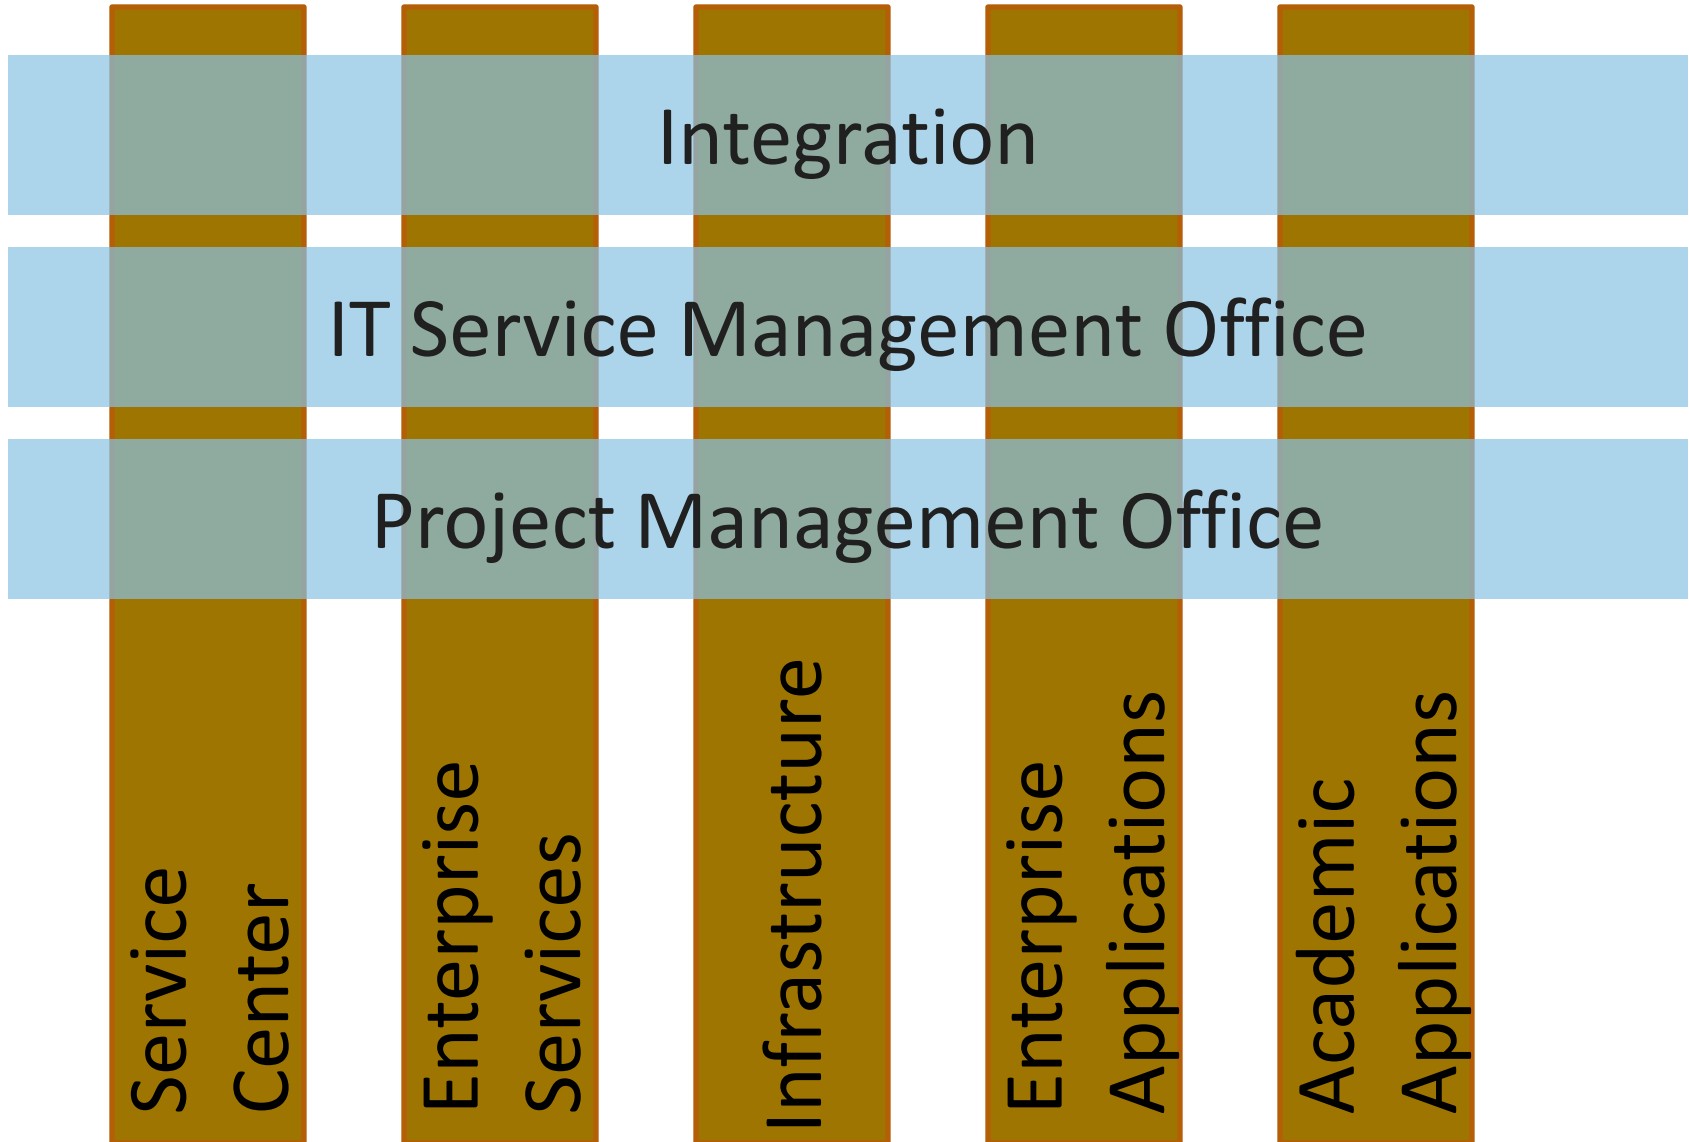 Integration
IT Service Management Office
Project Management Office
Service
Center
Enterprise
Services
Infrastructure
Enterprise
Applications
Academic
Applications